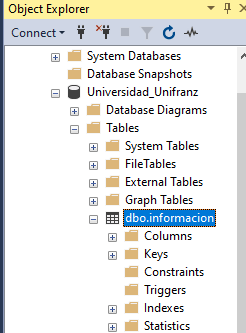 Object Explorer
Connect
System Databases
Database Snapshots
Universidad_Unifranz
Database Diagrams
Tables
System Tables
FileTables
External Tables
Graph Tables
dbo.informacion
Columns
Keys
Constraints
Triggers
Indexes
Statistics